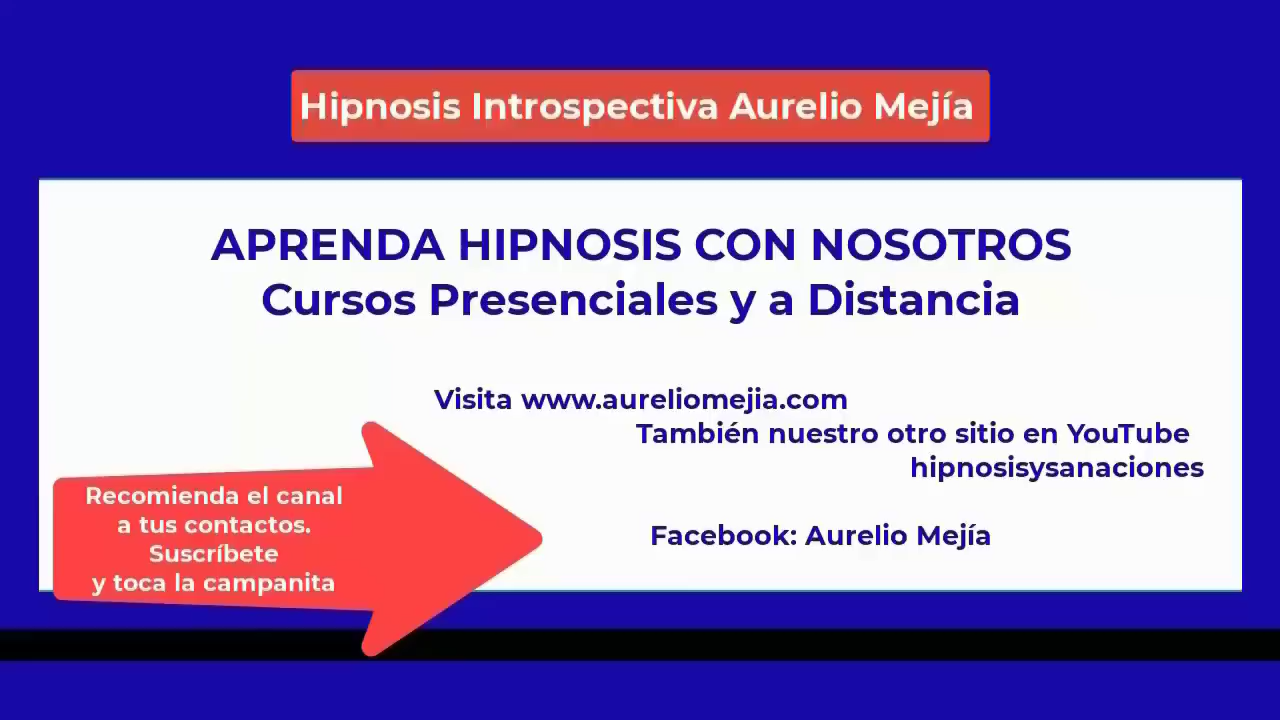 Hipnosis Introspectiva Aurelio Mejía
APRENDA HIPNOSIS CON NOSOTROS
Cursos Presenciales y a Distancia
Visita www.aureliomejia.com
También nuestro otro sitio en YouTube
hipnosisysanaciones
Facebook: Aurelio Mejía
Recomienda el canal
a tus contactos.
Suscríbete
y toca la campanita